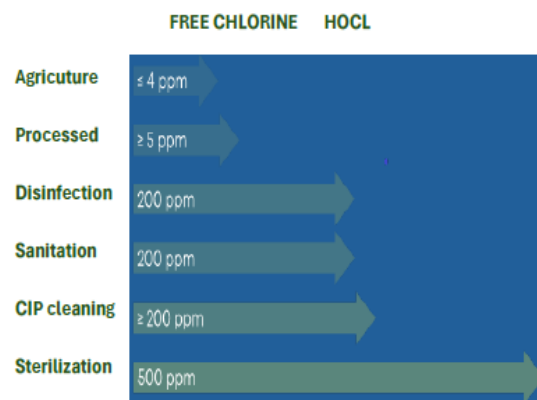 FREE CHLORINE HOCL
Agricuture ≤ 4 ppm
Processed ≥ 5 ppm
Disinfection 200 ppm
Sanitation 200 ppm
CIP cleaning ≥ 200 ppm
Sterilization 500 ppm